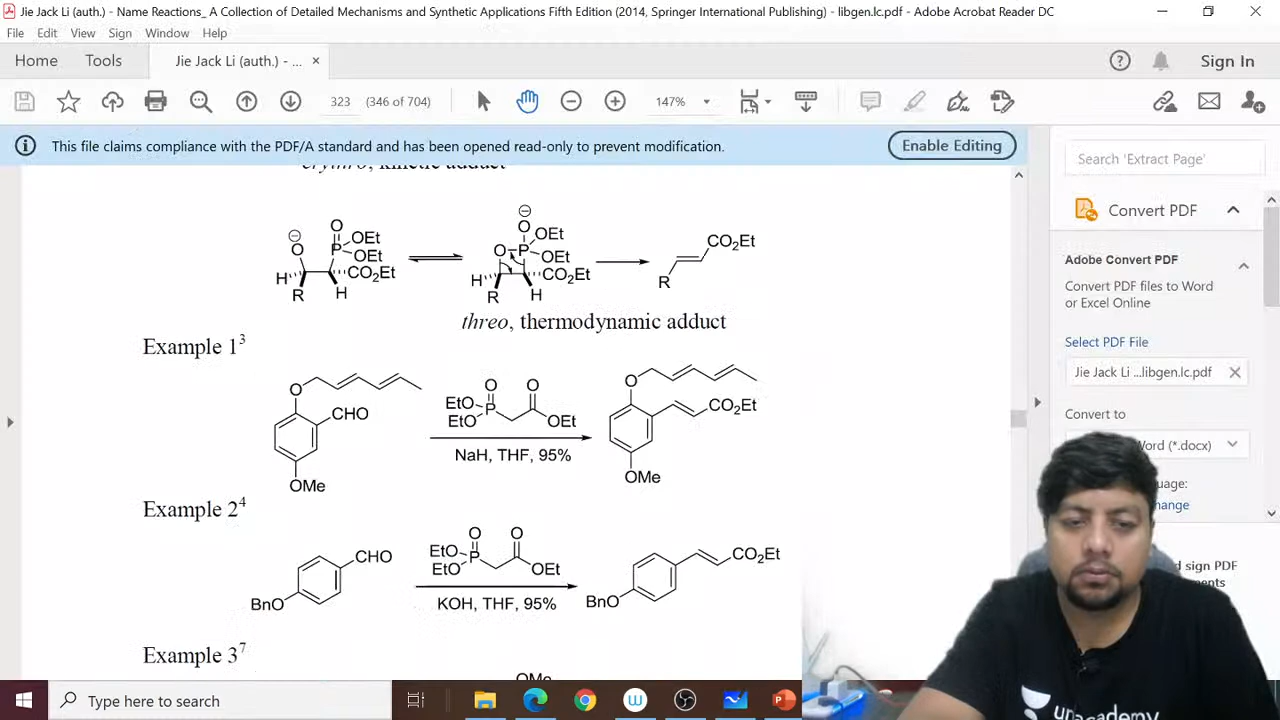 Jie Jack Li (auth.) - Name Reactions_ A Collection of Detailed Mechanisms and Synthetic Applications Fifth Edition (2014, Springer International Publishing) - libgen.lc.pdf - Adobe Acrobat Reader DC
File Edit View Sign Window Help
Home Tools Jie Jack Li (auth.) - ... × Sign In
323 (346 of 704) 147%
This file claims compliance with the PDF/A standard and has been opened read-only to prevent modification. Enable Editing
Search 'Extract Page'
Convert PDF
Adobe Convert PDF
Convert PDF files to Word
or Excel Online
Select PDF File
Jie Jack Li ...libgen.lc.pdf ×
Convert to
Word (*.docx)
erythro, kinetic adduct
⊖ O O P OEt OEt H CO₂Et R H
⊖ O O P OEt OEt H CO₂Et R H
CO₂Et R
threo, thermodynamic adduct
Example 1³
O CHO OMe
EtO EtO P O O OEt
NaH, THF, 95%
O CO₂Et OMe
Example 2⁴
CHO BnO
EtO EtO P O O OEt
KOH, THF, 95%
CO₂Et BnO
Example 3⁷
OMe
sign PDF
unacademy
Type here to search